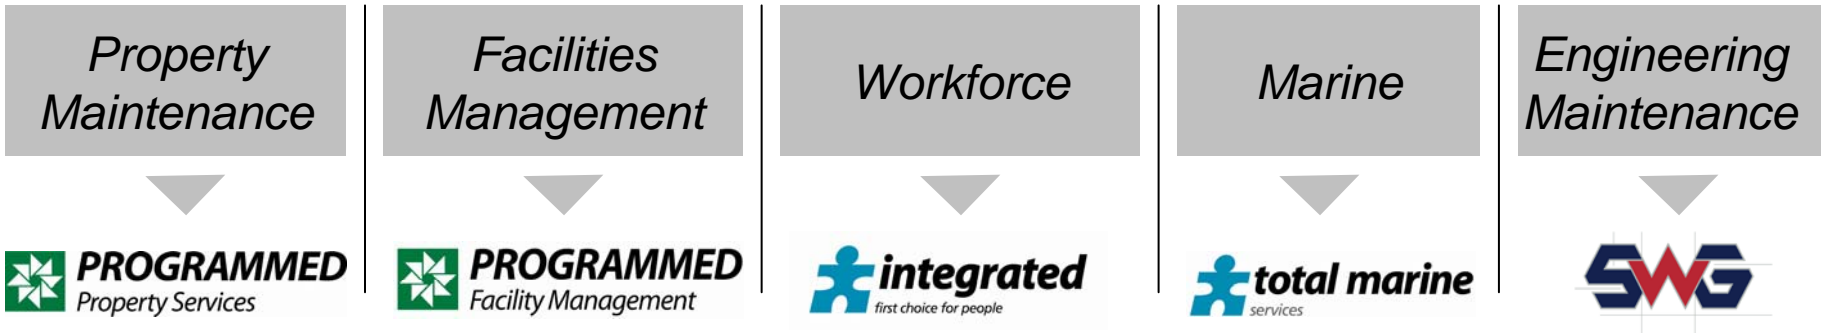 Property
Maintenance
Facilities
Management
Workforce
Marine
Engineering
Maintenance
PROGRAMMED
Property Services
PROGRAMMED
Facility Management
integrated
first choice for people
total marine
services
SWG